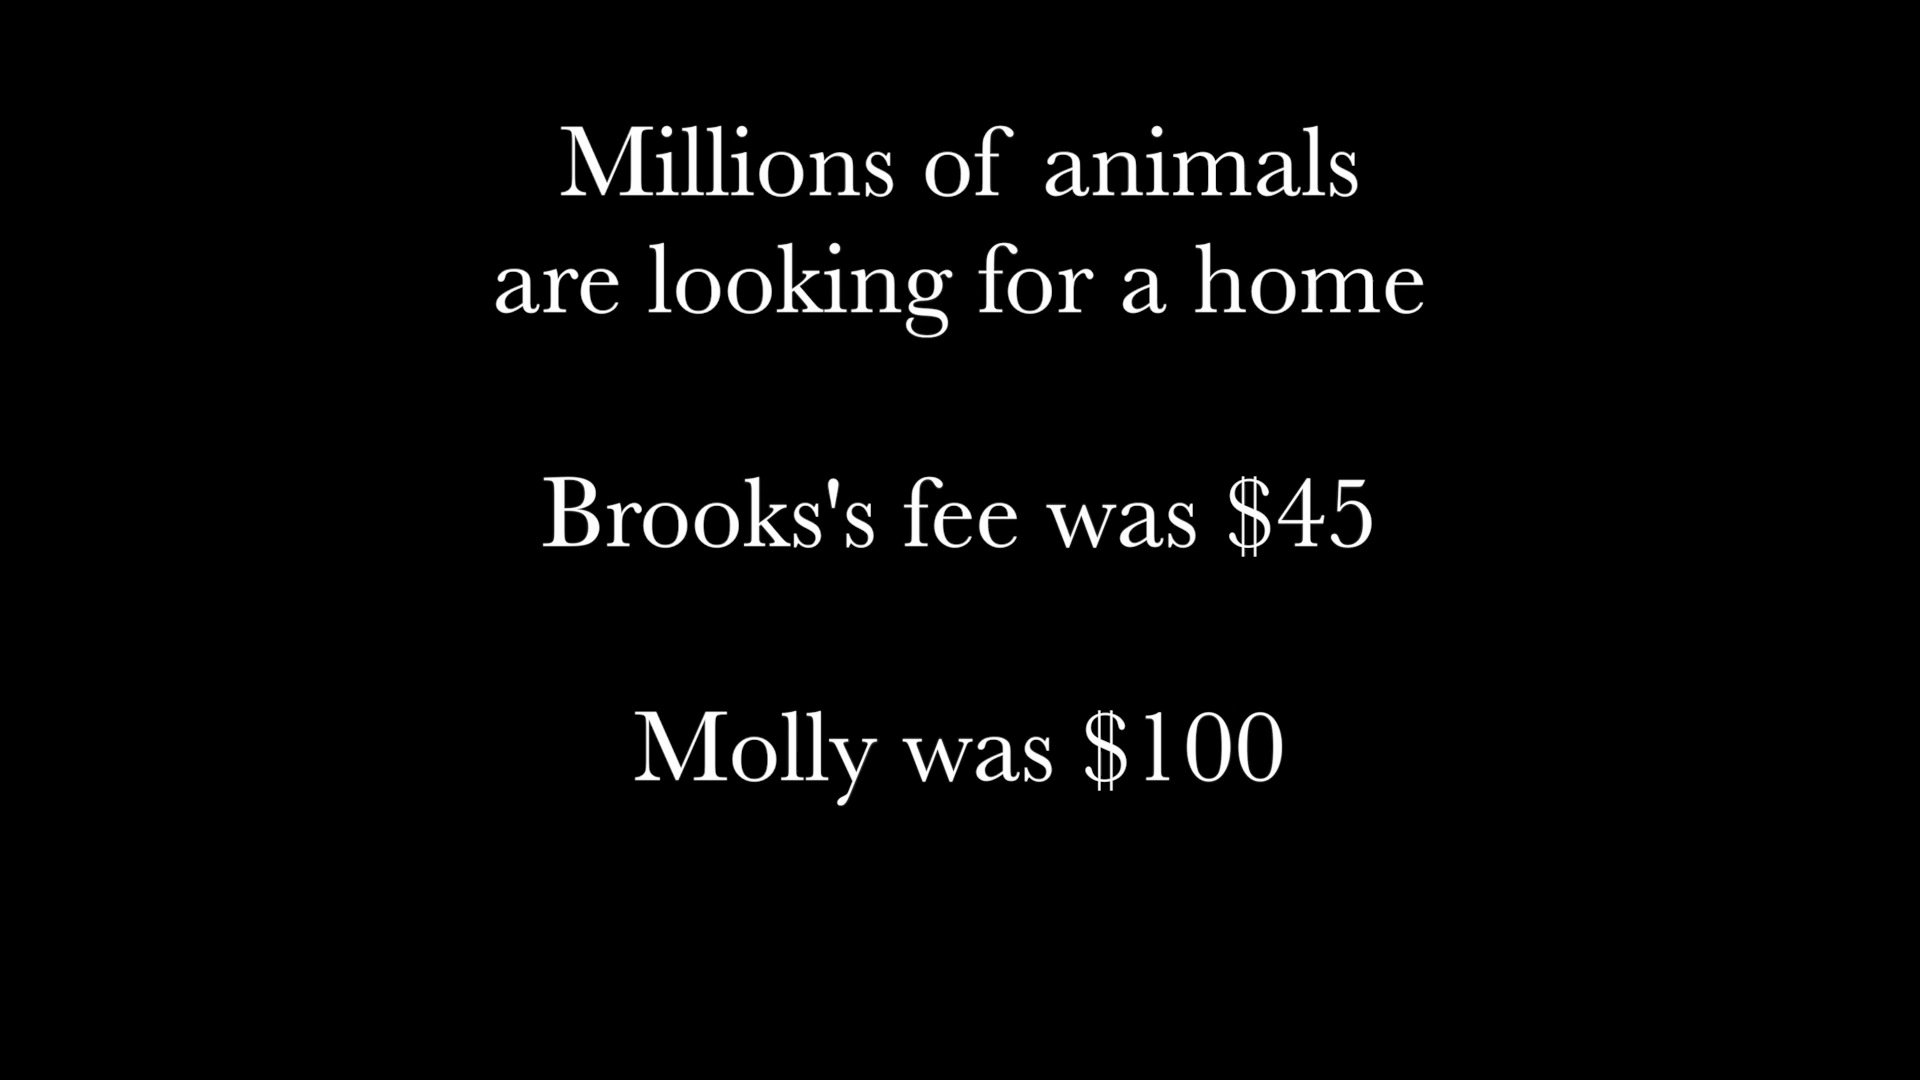 Millions of animals
are looking for a home
Brooks's fee was $45
Molly was $100